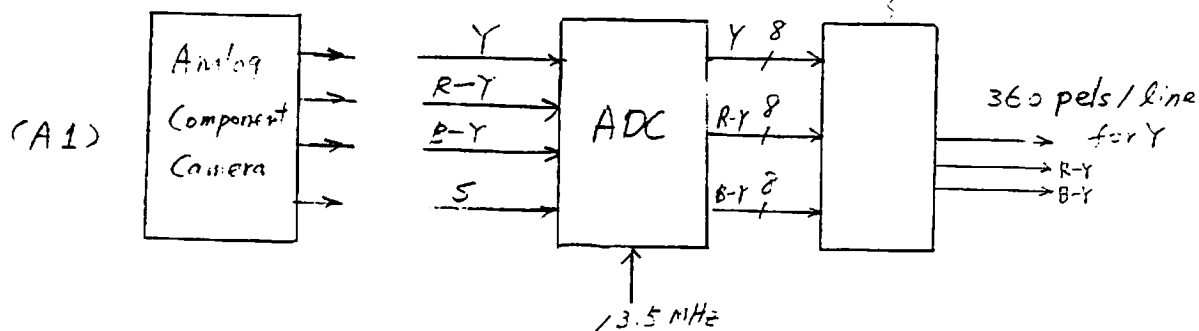 (A1)
Analog
Component
Camera
Y
R-Y
B-Y
S
ADC
13.5 MHz
Y 8
R-Y 8
B-Y 8
360 pels/line
for Y
R-Y
B-Y